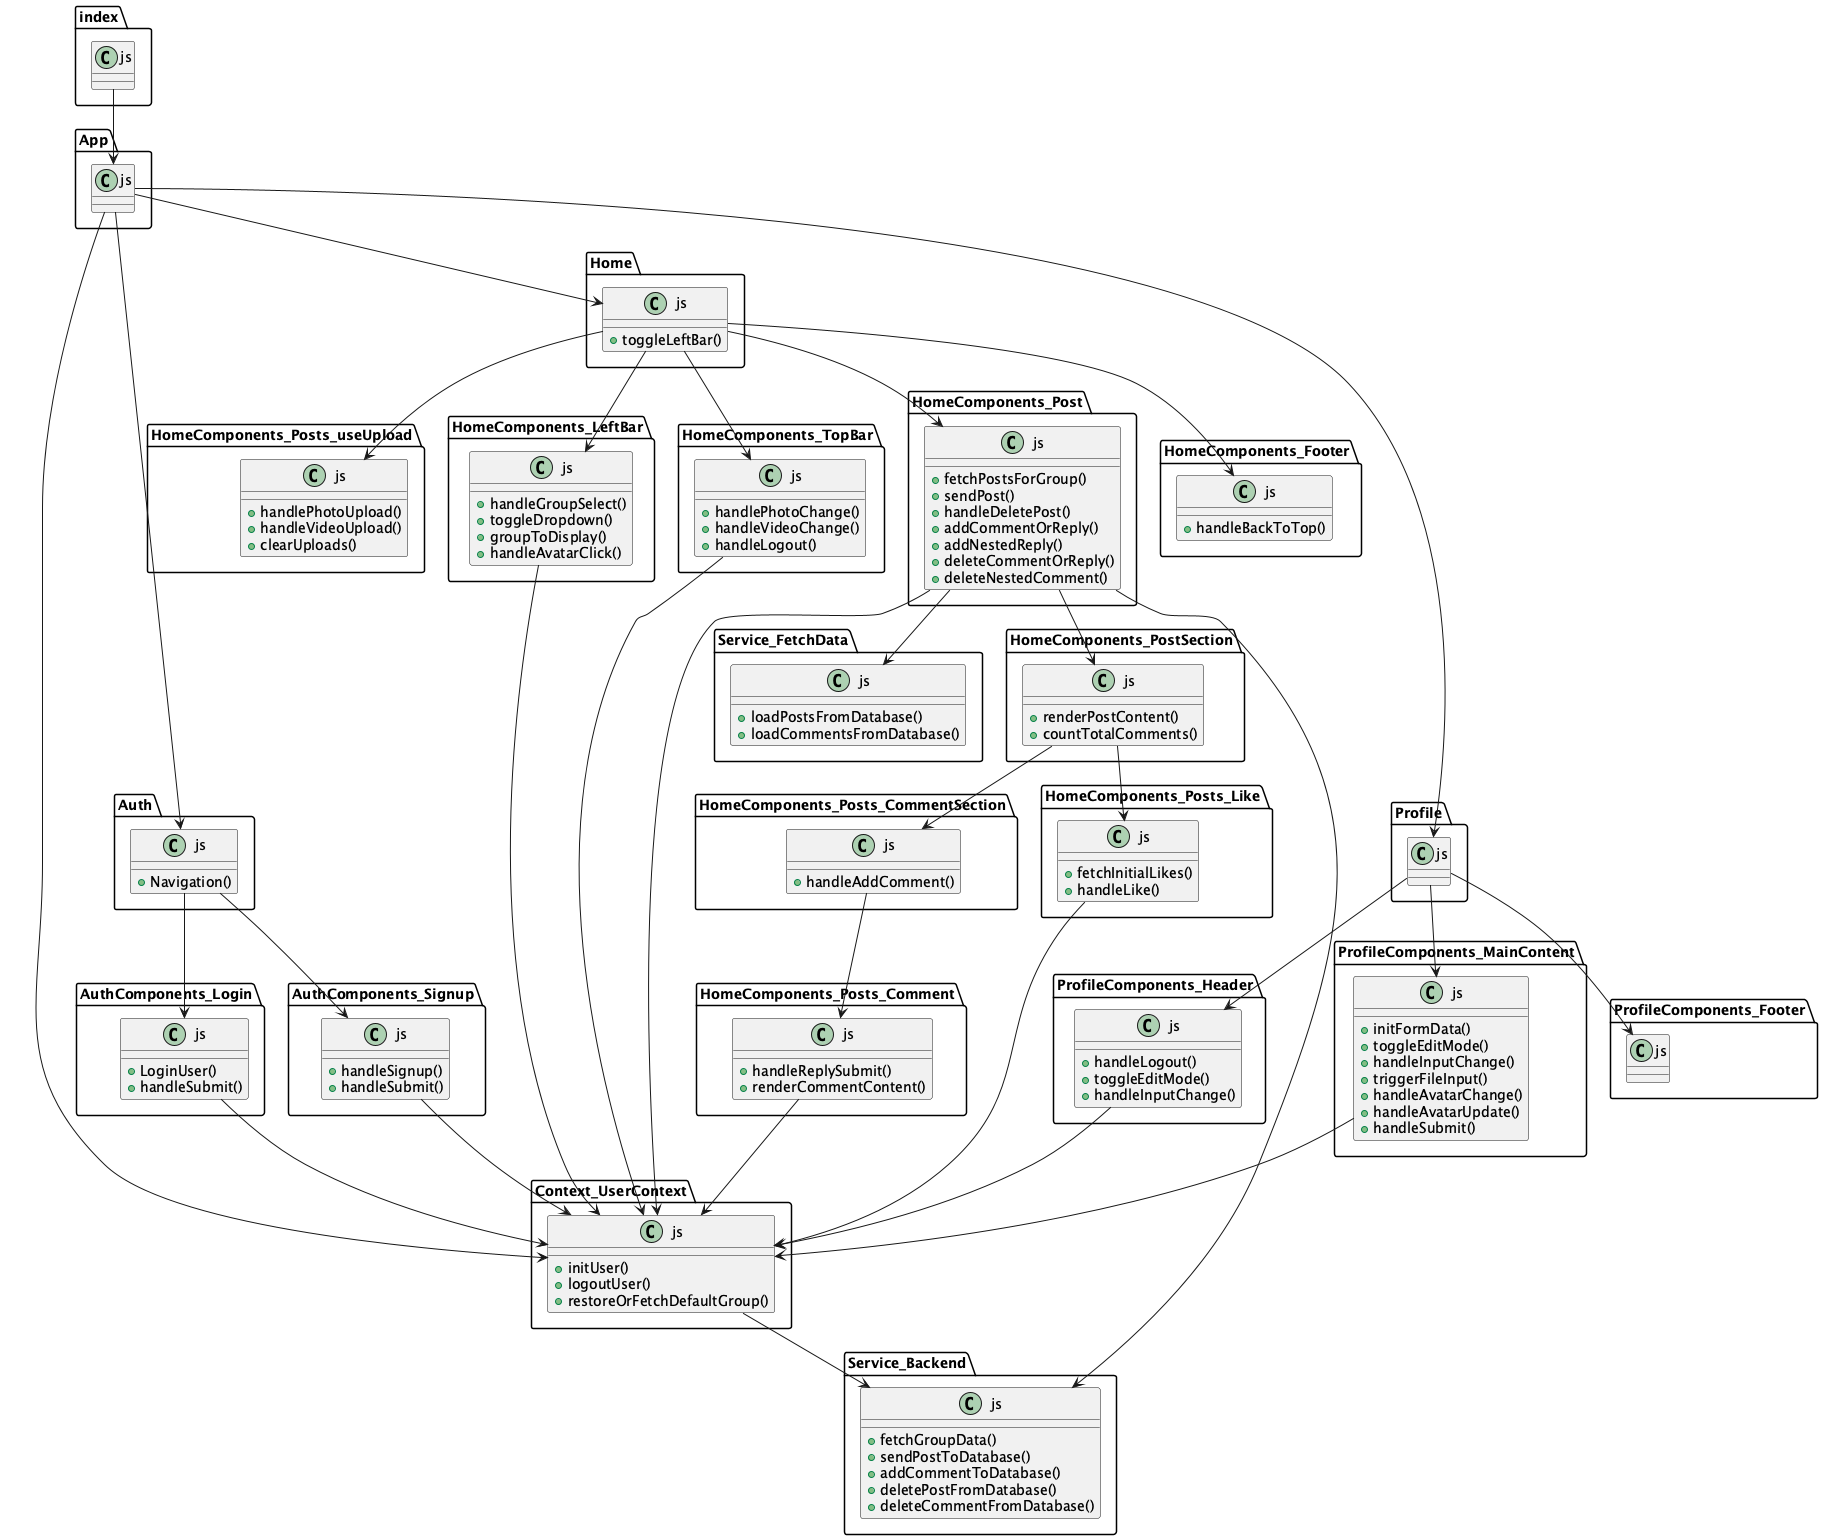 index
C js
App
C js
Home
C js
toggleLeftBar()
HomeComponents_Posts_useUpload
C js
handlePhotoUpload()
handleVideoUpload()
clearUploads()
HomeComponents_LeftBar
C js
handleGroupSelect()
toggleDropdown()
groupToDisplay()
handleAvatarClick()
HomeComponents_TopBar
C js
handlePhotoChange()
handleVideoChange()
handleLogout()
HomeComponents_Post
C js
fetchPostsForGroup()
sendPost()
handleDeletePost()
addCommentOrReply()
addNestedReply()
deleteCommentOrReply()
deleteNestedComment()
HomeComponents_Footer
C js
handleBackToTop()
Service_FetchData
C js
loadPostsFromDatabase()
loadCommentsFromDatabase()
HomeComponents_PostSection
C js
renderPostContent()
countTotalComments()
Auth
C js
Navigation()
HomeComponents_Posts_CommentSection
C js
handleAddComment()
HomeComponents_Posts_Like
C js
fetchInitialLikes()
handleLike()
Profile
C js
AuthComponents_Login
C js
LoginUser()
handleSubmit()
AuthComponents_Signup
C js
handleSignup()
handleSubmit()
HomeComponents_Posts_Comment
C js
handleReplySubmit()
renderCommentContent()
ProfileComponents_Header
C js
handleLogout()
toggleEditMode()
handleInputChange()
ProfileComponents_MainContent
C js
initFormData()
toggleEditMode()
handleInputChange()
triggerFileInput()
handleAvatarChange()
handleAvatarUpdate()
handleSubmit()
ProfileComponents_Footer
C js
Context_UserContext
C js
initUser()
logoutUser()
restoreOrFetchDefaultGroup()
Service_Backend
C js
fetchGroupData()
sendPostToDatabase()
addCommentToDatabase()
deletePostFromDatabase()
deleteCommentFromDatabase()